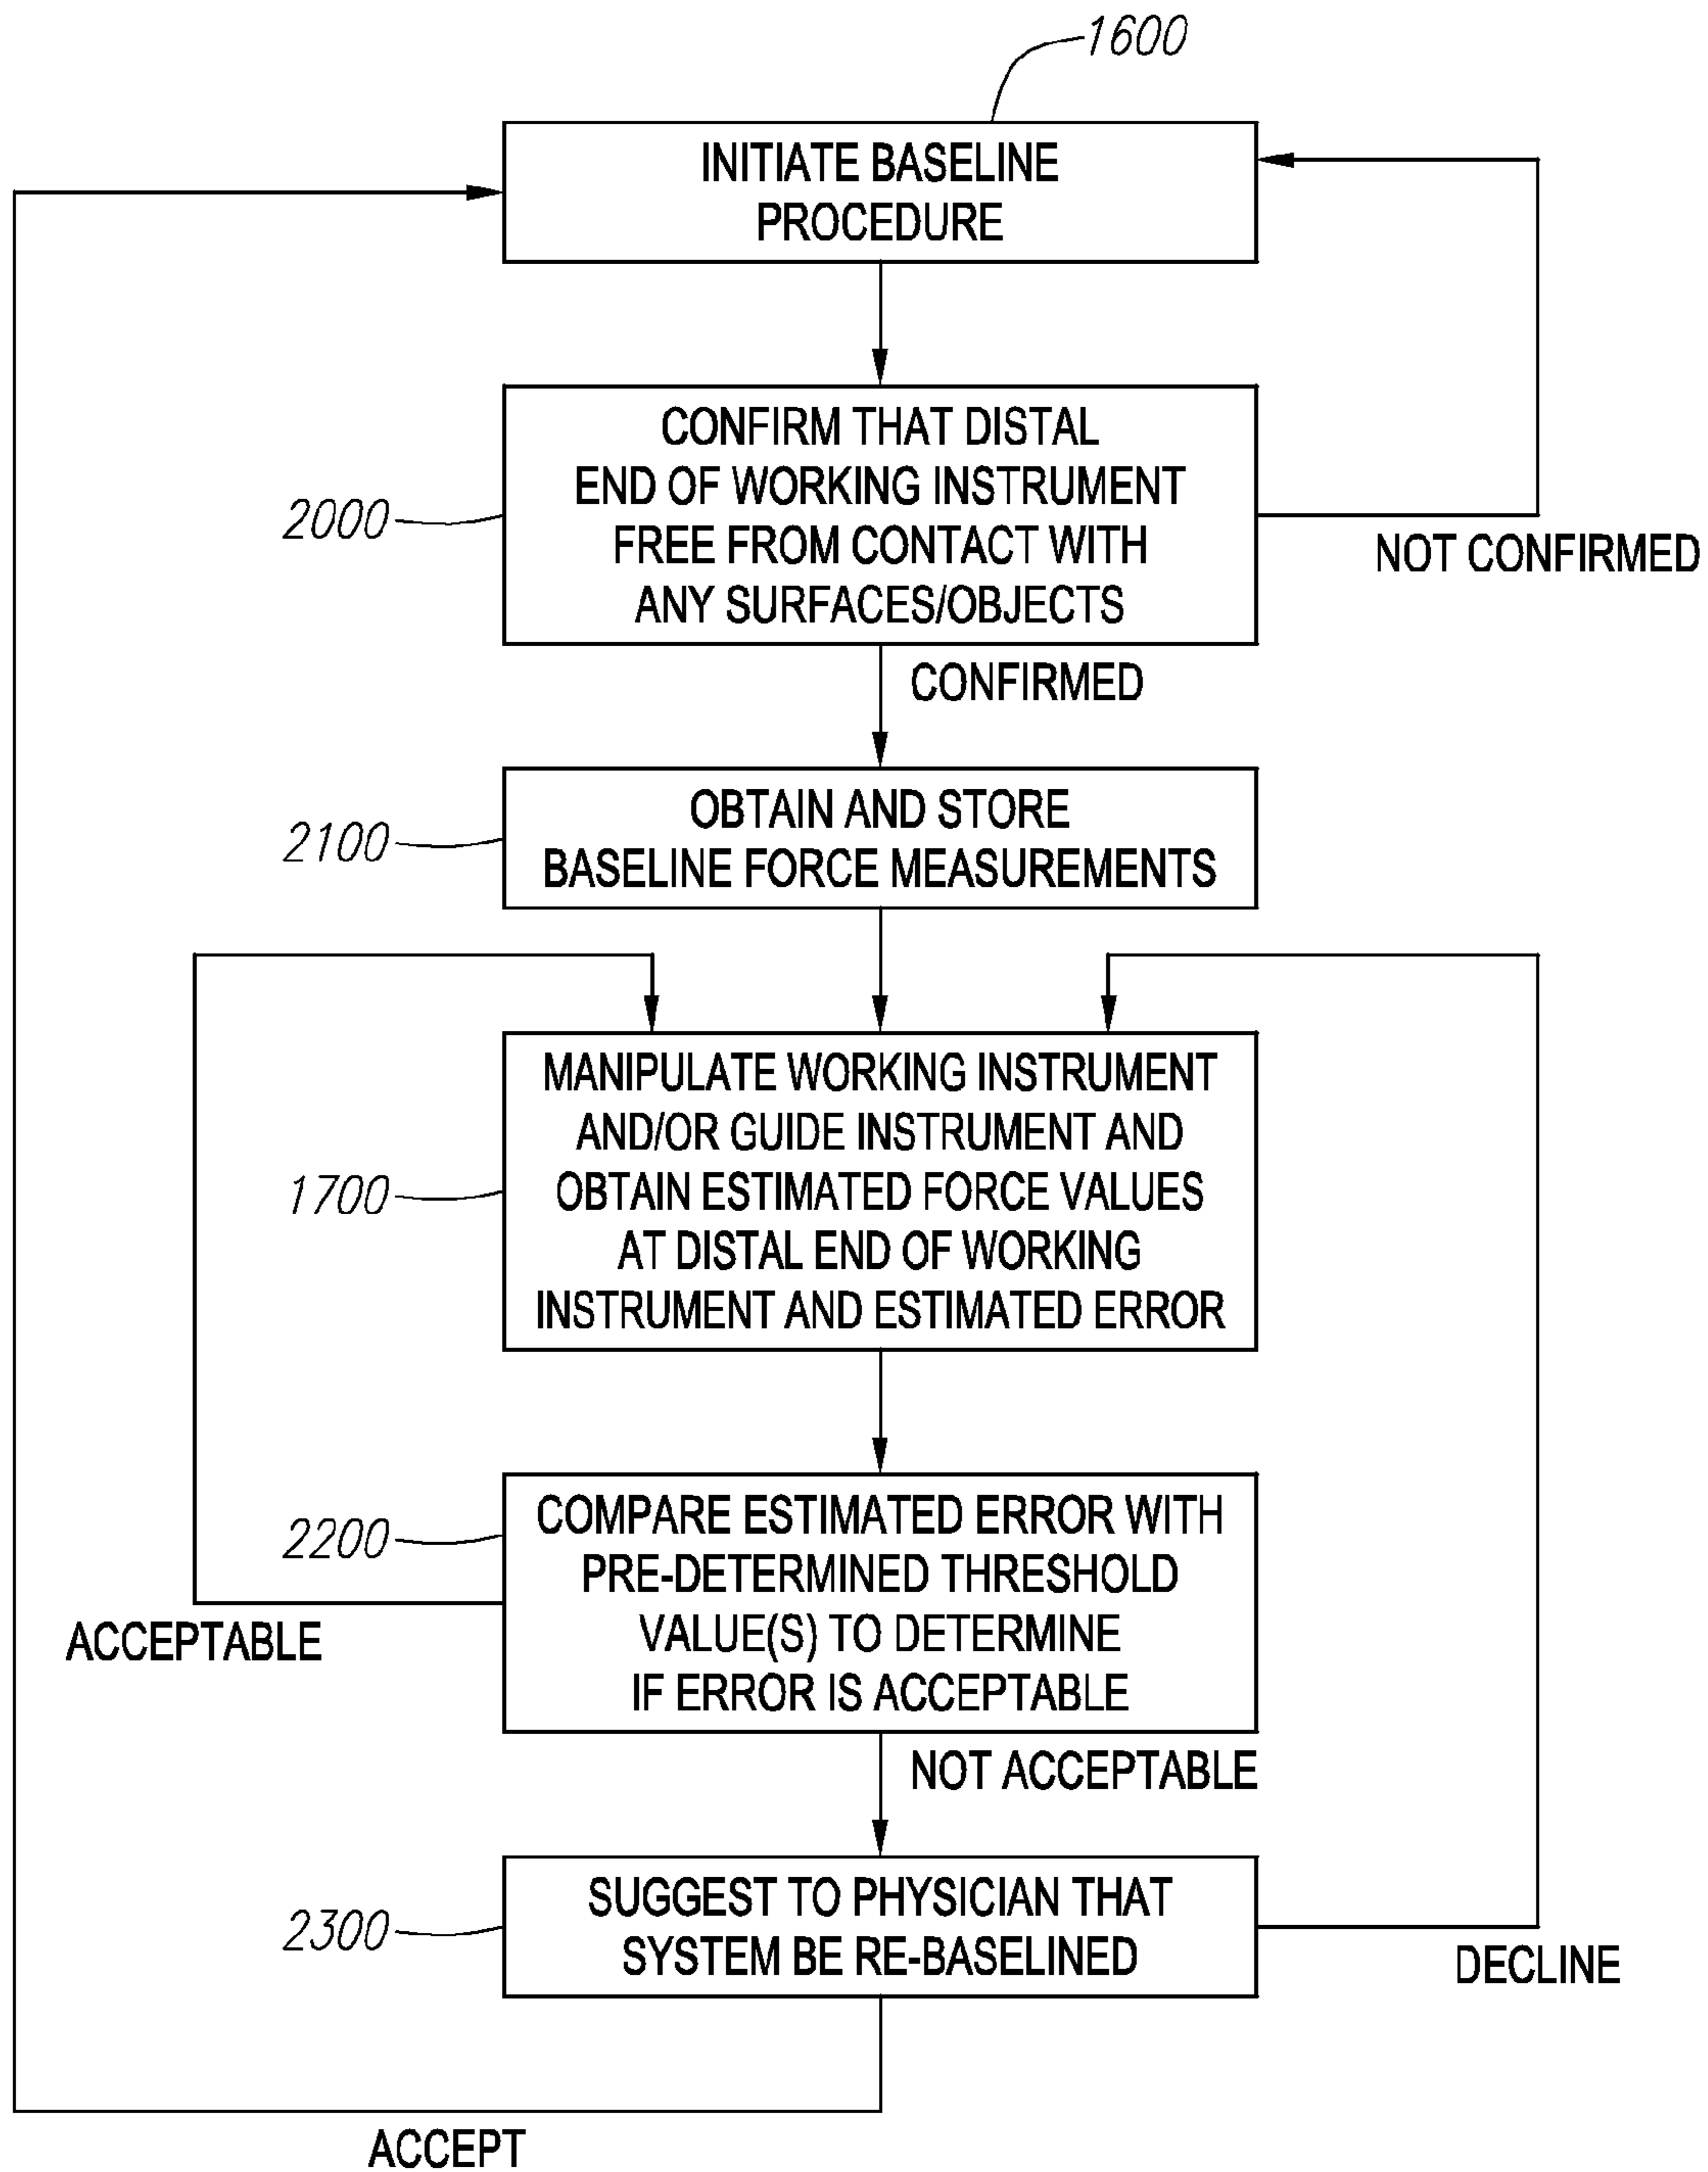 1600
INITIATE BASELINE
PROCEDURE
CONFIRM THAT DISTAL
END OF WORKING INSTRUMENT
FREE FROM CONTACT WITH
ANY SURFACES/OBJECTS
2000
NOT CONFIRMED
CONFIRMED
OBTAIN AND STORE
BASELINE FORCE MEASUREMENTS
2100
MANIPULATE WORKING INSTRUMENT
AND/OR GUIDE INSTRUMENT AND
OBTAIN ESTIMATED FORCE VALUES
AT DISTAL END OF WORKING
INSTRUMENT AND ESTIMATED ERROR
1700
COMPARE ESTIMATED ERROR WITH
PRE-DETERMINED THRESHOLD
VALUE(S) TO DETERMINE
IF ERROR IS ACCEPTABLE
2200
ACCEPTABLE
NOT ACCEPTABLE
SUGGEST TO PHYSICIAN THAT
SYSTEM BE RE-BASELINED
2300
DECLINE
ACCEPT